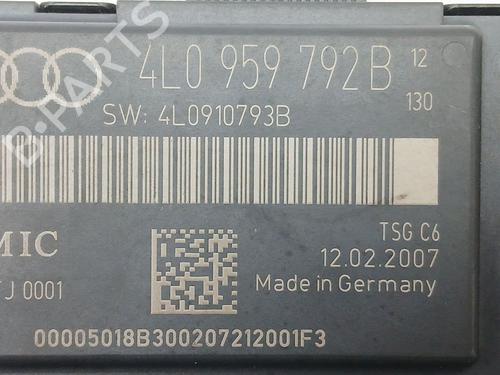 4L0 959 792 B 12
130
SW: 4L0910793B
B-PARTS
MIC
TSG C6
12.02.2007
TJ 0001
Made in Germany
00005018B300207212001F3